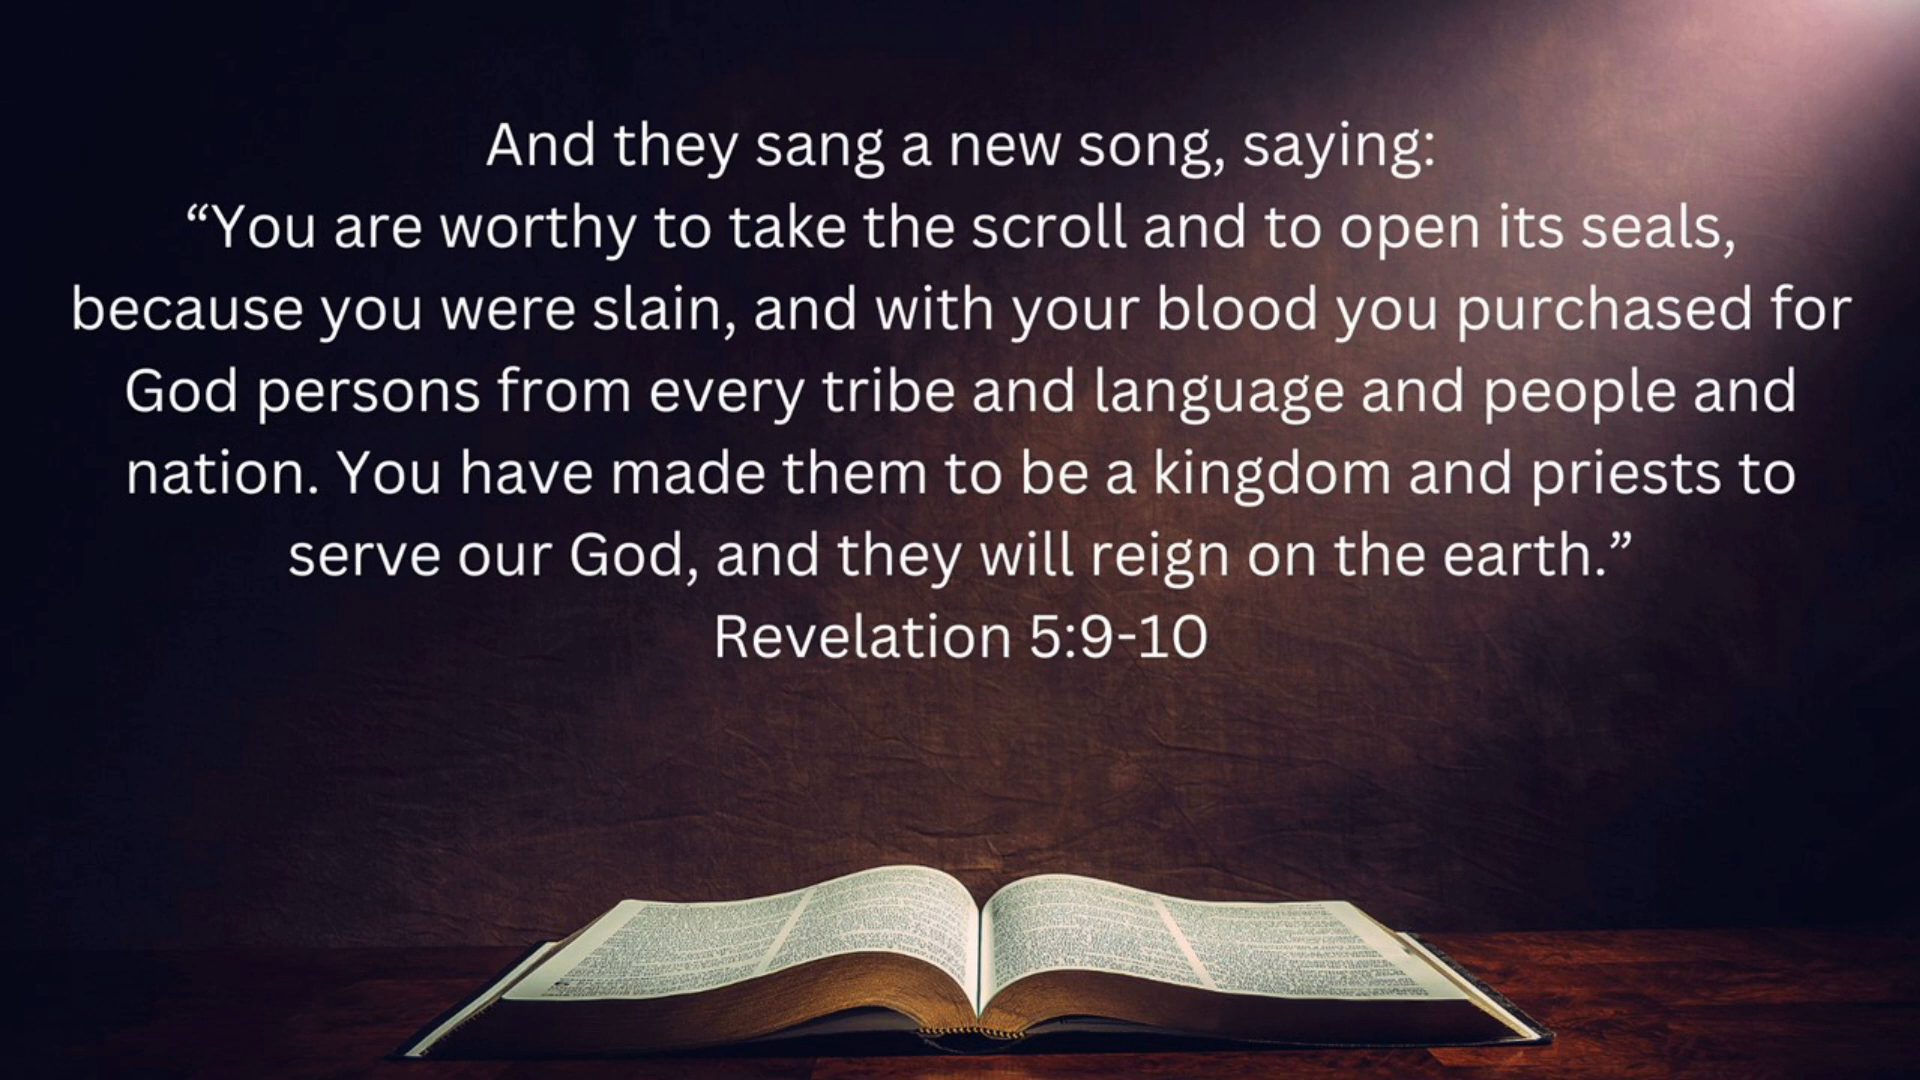 And they sang a new song, saying:
“You are worthy to take the scroll and to open its seals,
because you were slain, and with your blood you purchased for
God persons from every tribe and language and people and
nation. You have made them to be a kingdom and priests to
serve our God, and they will reign on the earth.”
Revelation 5:9-10